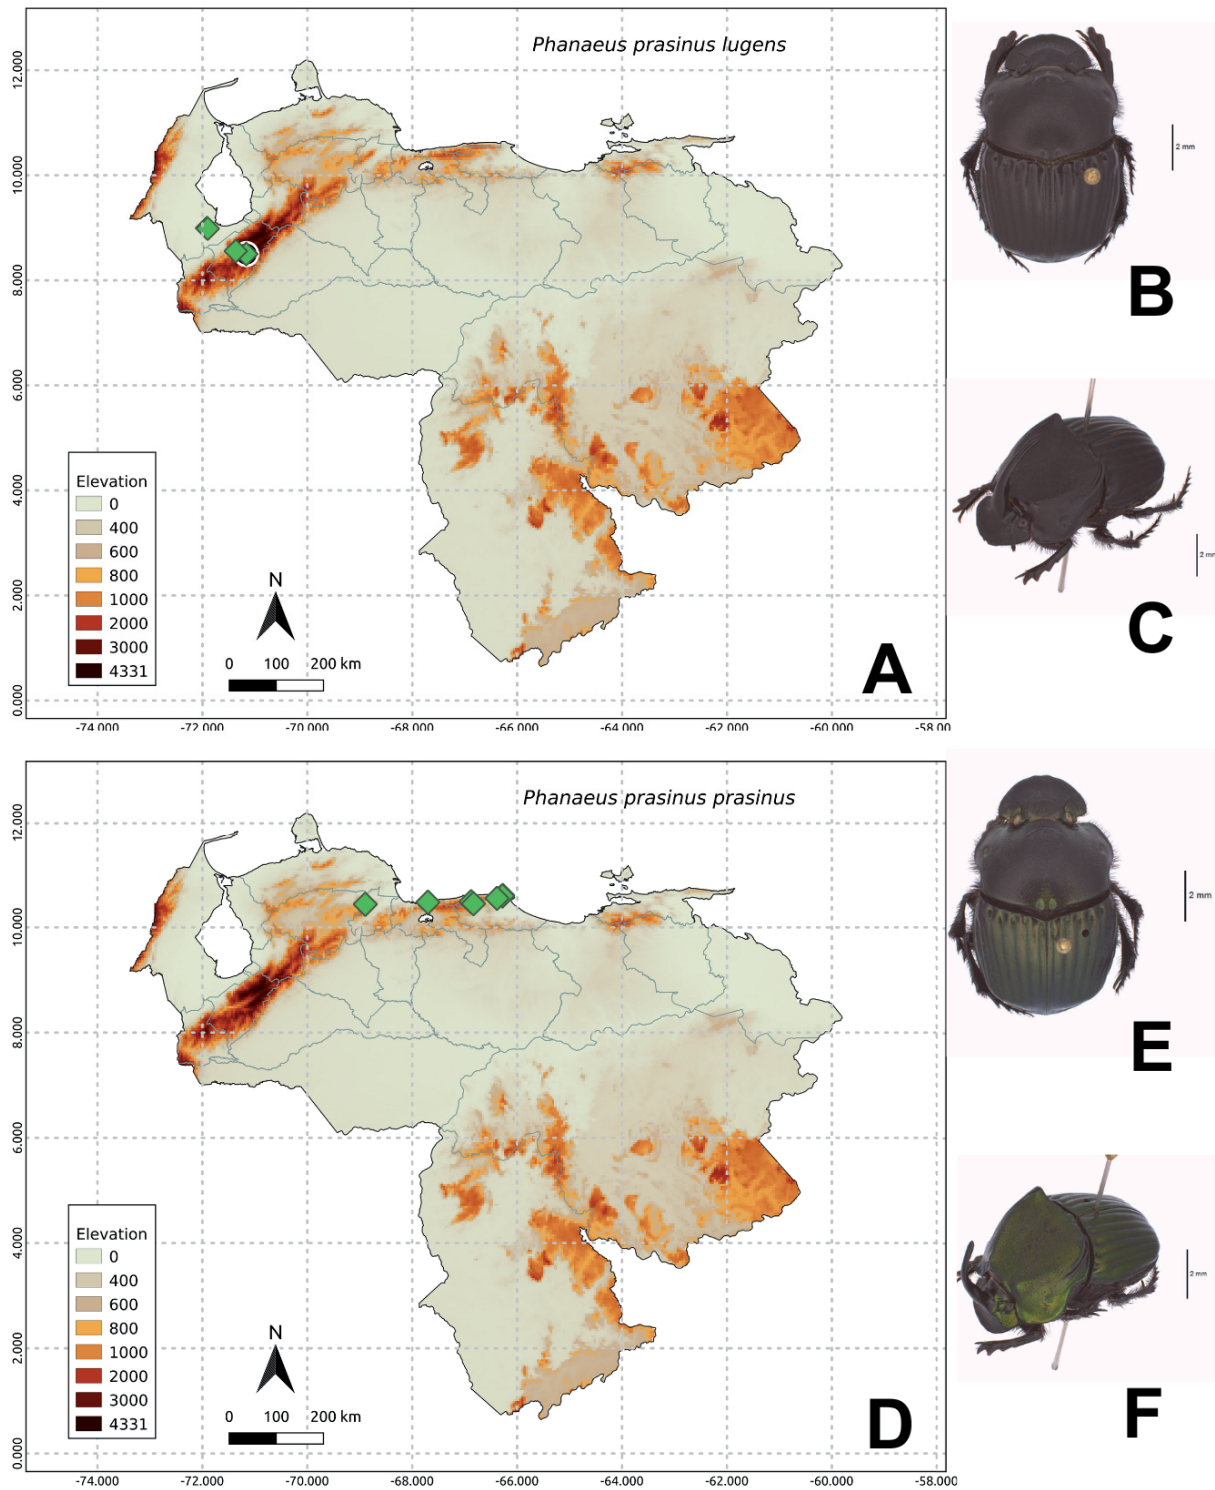 Phanaeus prasinus lugens
12.000
10.000
8.000
6.000
4.000
2.000
0.000
Elevation
0
400
600
800
1000
2000
3000
4331
N
0 100 200 km
A
-74.000 -72.000 -70.000 -68.000 -66.000 -64.000 -62.000 -60.000 -58.00
2 mm
B
2 mm
C
Phanaeus prasinus prasinus
12.000
10.000
8.000
6.000
4.000
2.000
0.000
Elevation
0
400
600
800
1000
2000
3000
4331
N
0 100 200 km
D
-74.000 -72.000 -70.000 -68.000 -66.000 -64.000 -62.000 -60.000 -58.000
2 mm
E
2 mm
F